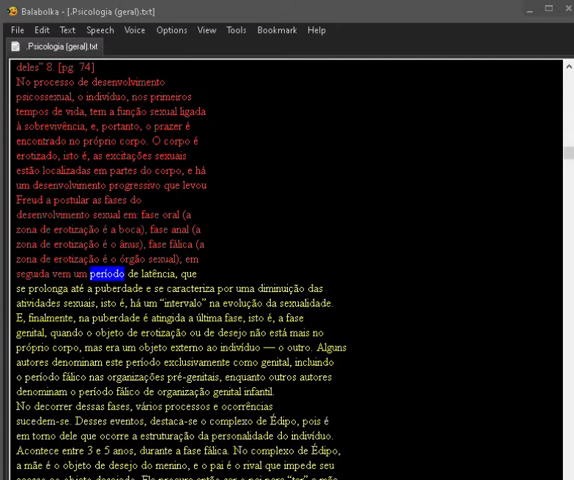 Balabolka - [.Psicologia (geral).txt]
File Edit Text Speech Voice Options View Tools Bookmark Help
.Psicologia (geral).txt
deles” 8. [pg. 74]
No processo de desenvolvimento
psicossexual, o indivíduo, nos primeiros
tempos de vida, tem a função sexual ligada
à sobrevivência, e, portanto, o prazer é
encontrado no próprio corpo. O corpo é
erotizado, isto é, as excitações sexuais
estão localizadas em partes do corpo, e há
um desenvolvimento progressivo que levou
Freud a postular as fases do
desenvolvimento sexual em: fase oral (a
zona de erotização é a boca), fase anal (a
zona de erotização é o ânus), fase fálica (a
zona de erotização é o órgão sexual); em
seguida vem um período de latência, que
se prolonga até a puberdade e se caracteriza por uma diminuição das
atividades sexuais, isto é, há um “intervalo” na evolução da sexualidade.
E, finalmente, na puberdade é atingida a última fase, isto é, a fase
genital, quando o objeto de erotização ou de desejo não está mais no
próprio corpo, mas era um objeto externo ao indivíduo — o outro. Alguns
autores denominam este período exclusivamente como genital, incluindo
o período fálico nas organizações pré-genitais, enquanto outros autores
denominam o período fálico de organização genital infantil.
No decorrer dessas fases, vários processos e ocorrências
sucedem-se. Desses eventos, destaca-se o complexo de Édipo, pois é
em torno dele que ocorre a estruturação da personalidade do indivíduo.
Acontece entre 3 e 5 anos, durante a fase fálica. No complexo de Édipo,
a mãe é o objeto de desejo do menino, e o pai é o rival que impede seu